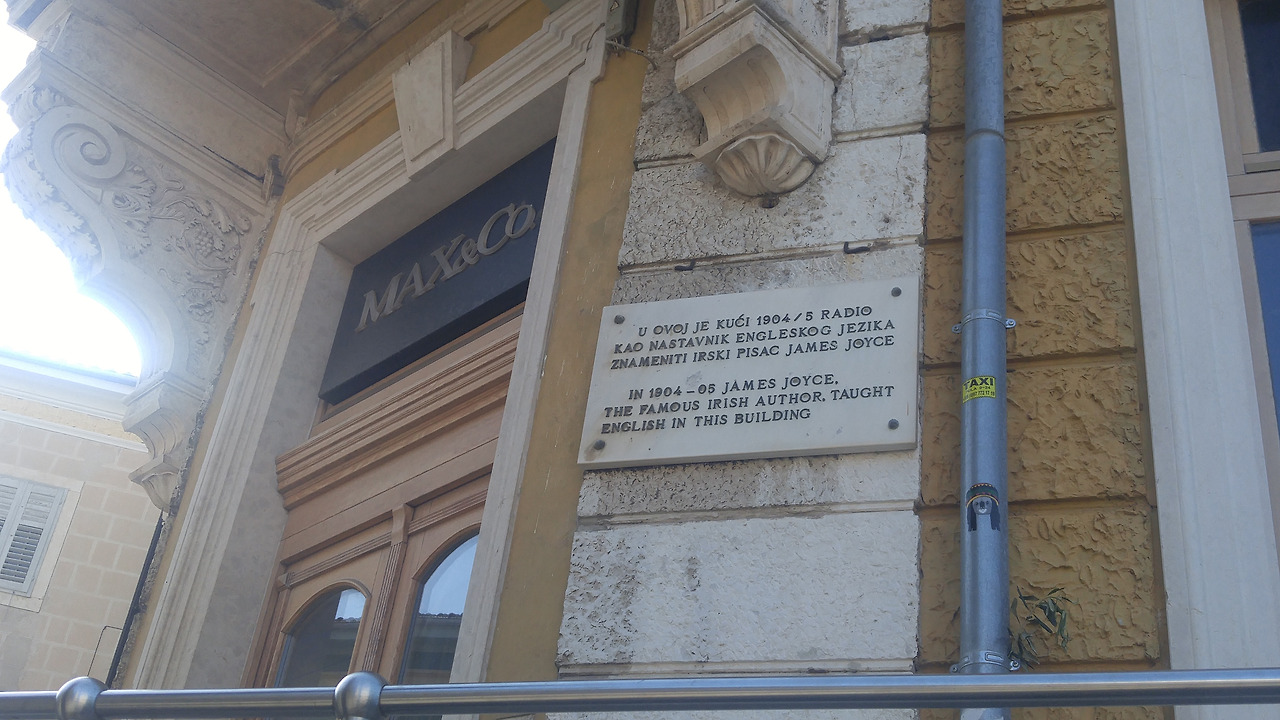 MAX&CO.
U OVOJ JE KUĆI 1904/5 RADIO
KAO NASTAVNIK ENGLESKOG JEZIKA
ZNAMENITI IRSKI PISAC JAMES JOYCE
IN 1904-05 JAMES JOYCE,
THE FAMOUS IRISH AUTHOR, TAUGHT
ENGLISH IN THIS BUILDING
TAXI